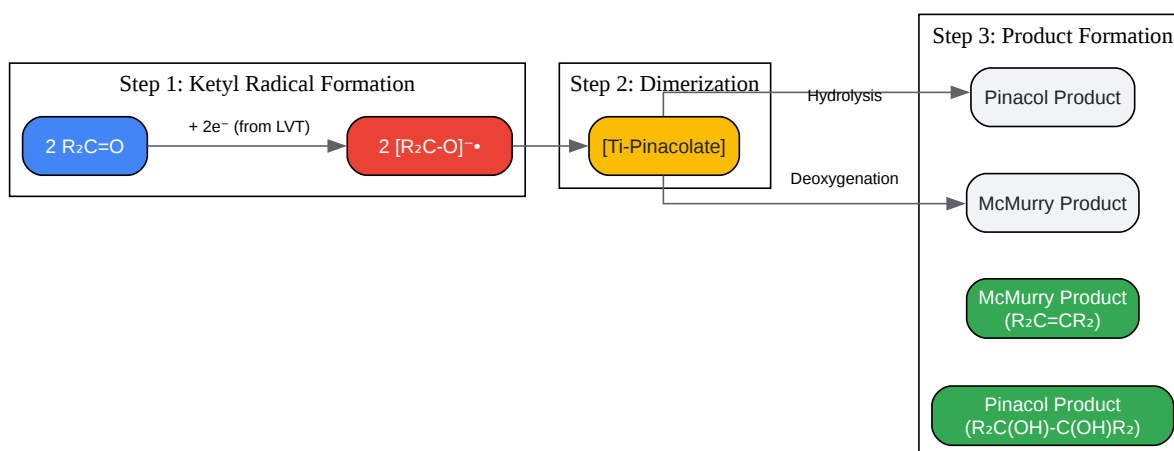 Step 1: Ketyl Radical Formation
2 R₂C=O
+ 2e⁻ (from LVT)
2 [R₂C-O]⁻•
Step 2: Dimerization
[Ti-Pinacolate]
Hydrolysis
Deoxygenation
Step 3: Product Formation
Pinacol Product
McMurry Product
McMurry Product
(R₂C=CR₂)
Pinacol Product
(R₂C(OH)-C(OH)R₂)